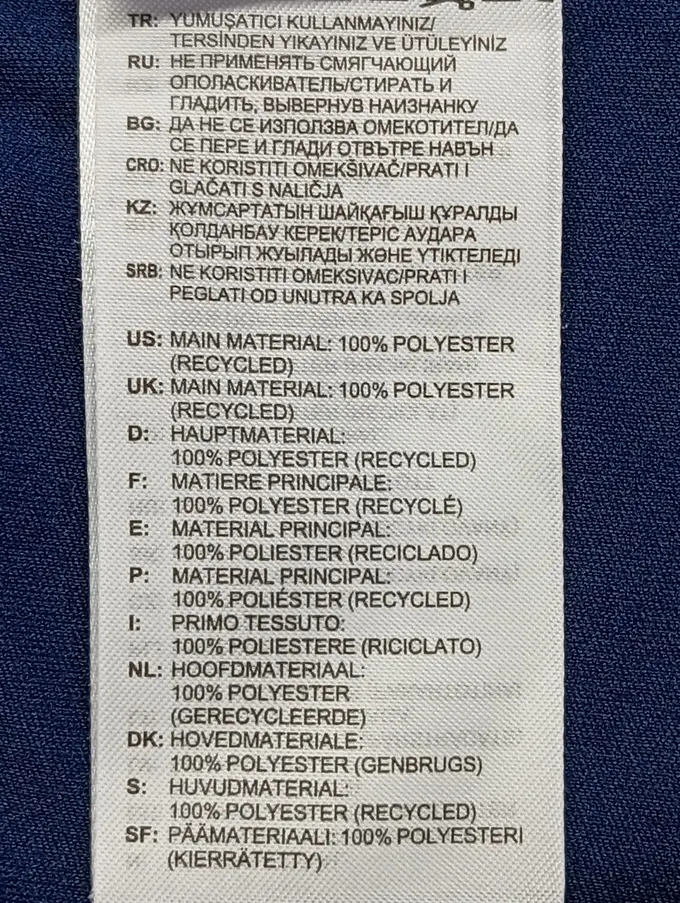 TR: YUMUŞATICI KULLANMAYINIZ/
TERSİNDEN YIKAYINIZ VE ÜTÜLEYİNİZ
RU: НЕ ПРИМЕНЯТЬ СМЯГЧАЮЩИЙ
ОПОЛАСКИВАТЕЛЬ/СТИРАТЬ И
ГЛАДИТЬ, ВЫВЕРНУВ НАИЗНАНКУ
BG: ДА НЕ СЕ ИЗПОЛЗВА ОМЕКОТИТЕЛ/ДА
СЕ ПЕРЕ И ГЛАДИ ОТВЪТРЕ НАВЪН
CRO: NE KORISTITI OMEKŠIVAČ/PRATI I
GLAČATI S NALIČJA
KZ: ЖҰМСАРТАТЫН ШАЙҚАҒЫШ ҚҰРАЛДЫ
ҚОЛДАНБАУ КЕРЕК/ТЕРІС АУДАРА
ОТЫРЫП ЖУЫЛАДЫ ЖӘНЕ ҮТІКТЕЛЕДІ
SRB: NE KORISTITI OMEKSIVAC/PRATI I
PEGLATI OD UNUTRA KA SPOLJA
US: MAIN MATERIAL: 100% POLYESTER
(RECYCLED)
UK: MAIN MATERIAL: 100% POLYESTER
(RECYCLED)
D: HAUPTMATERIAL:
100% POLYESTER (RECYCLED)
F: MATIERE PRINCIPALE:
100% POLYESTER (RECYCLÉ)
E: MATERIAL PRINCIPAL:
100% POLIESTER (RECICLADO)
P: MATERIAL PRINCIPAL:
100% POLIÉSTER (RECYCLED)
I: PRIMO TESSUTO:
100% POLIESTERE (RICICLATO)
NL: HOOFDMATERIAAL:
100% POLYESTER
(GERECYCLEERDE)
DK: HOVEDMATERIALE:
100% POLYESTER (GENBRUGS)
S: HUVUDMATERIAL:
100% POLYESTER (RECYCLED)
SF: PÄÄMATERIAALI: 100% POLYESTERI
(KIERRÄTETTY)